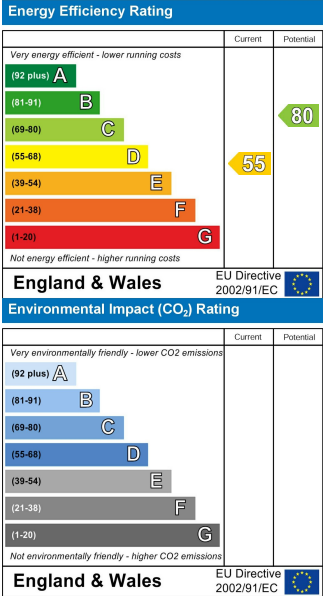 Energy Efficiency Rating
Current Potential
Very energy efficient - lower running costs
(92 plus) A
(81-91) B
80
(69-80) C
(55-68) D
55
(39-54) E
(21-38) F
(1-20) G
Not energy efficient - higher running costs
England & Wales
EU Directive
2002/91/EC
Environmental Impact (CO₂) Rating
Current Potential
Very environmentally friendly - lower CO2 emissions
(92 plus) A
(81-91) B
(69-80) C
(55-68) D
(39-54) E
(21-38) F
(1-20) G
Not environmentally friendly - higher CO2 emissions
England & Wales
EU Directive
2002/91/EC